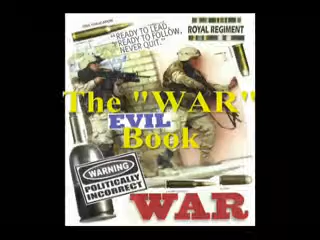 "READY TO LEAD
READY TO FOLLOW,
NEVER QUIT."
ROYAL REGIMENT
The "WAR"
EVIL
Book
WARNING
POLITICALLY
INCORRECT
WAR